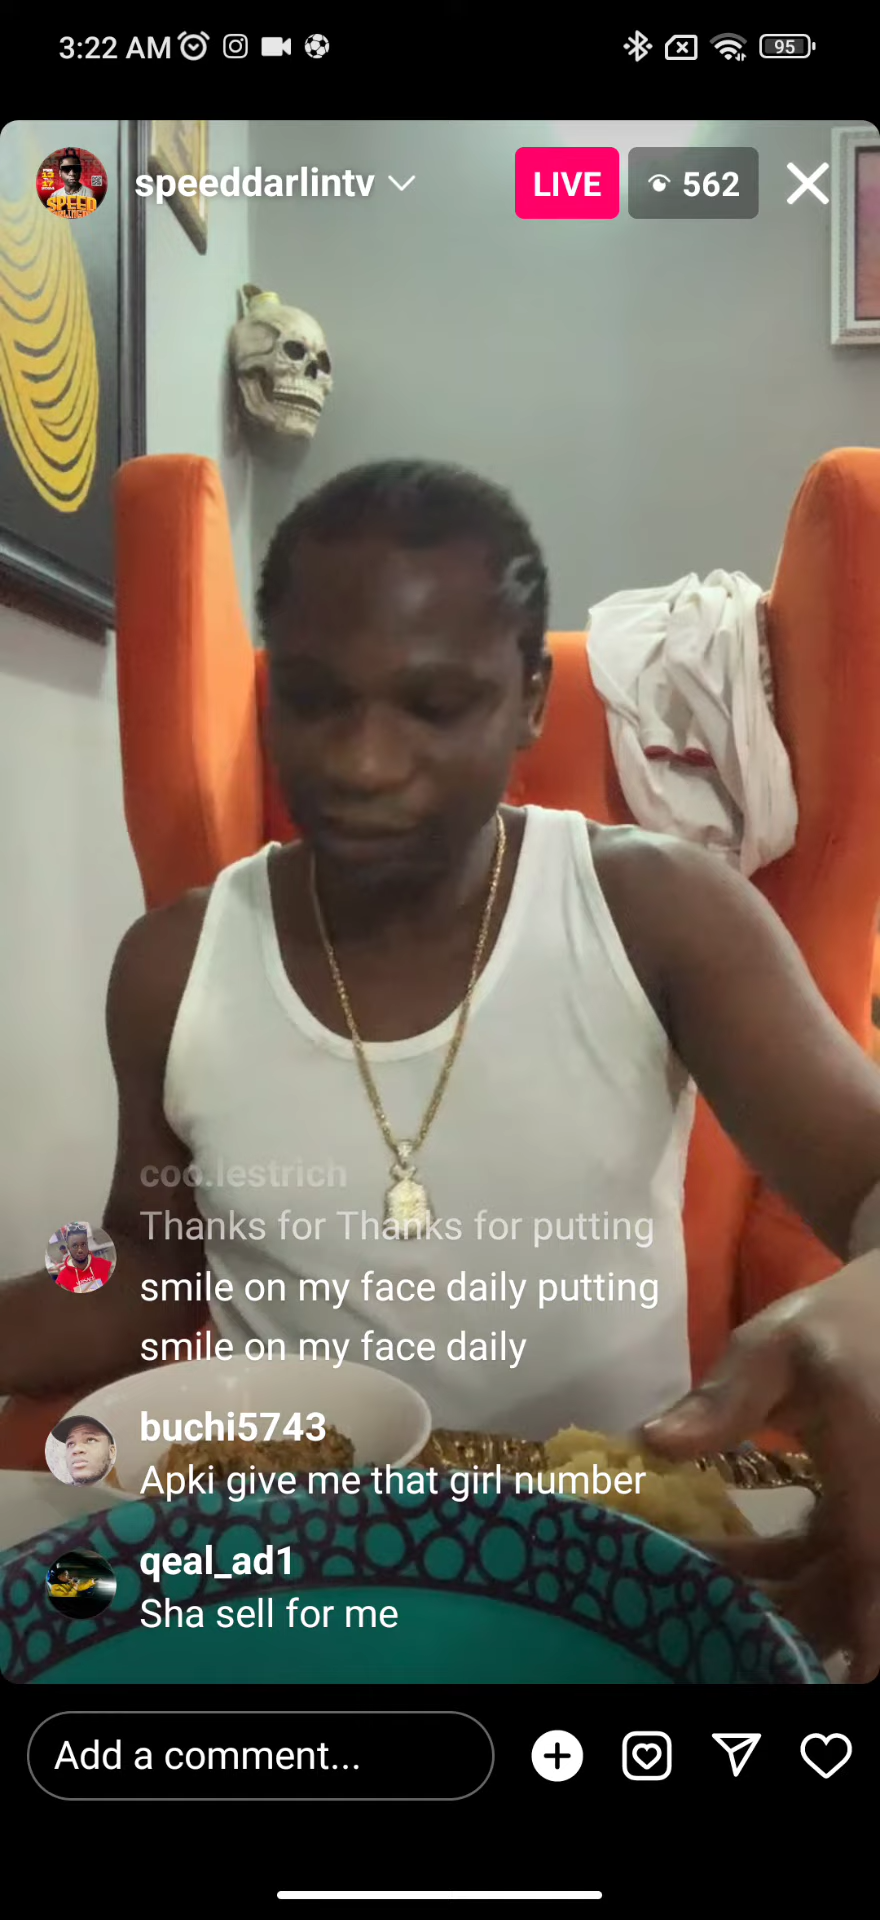 3:22 AM
95
speeddarlintv
LIVE
562
SPEED
coo.lestrich
Thanks for Thanks for putting
smile on my face daily putting
smile on my face daily
buchi5743
Apki give me that girl number
qeal_ad1
Sha sell for me
Add a comment...